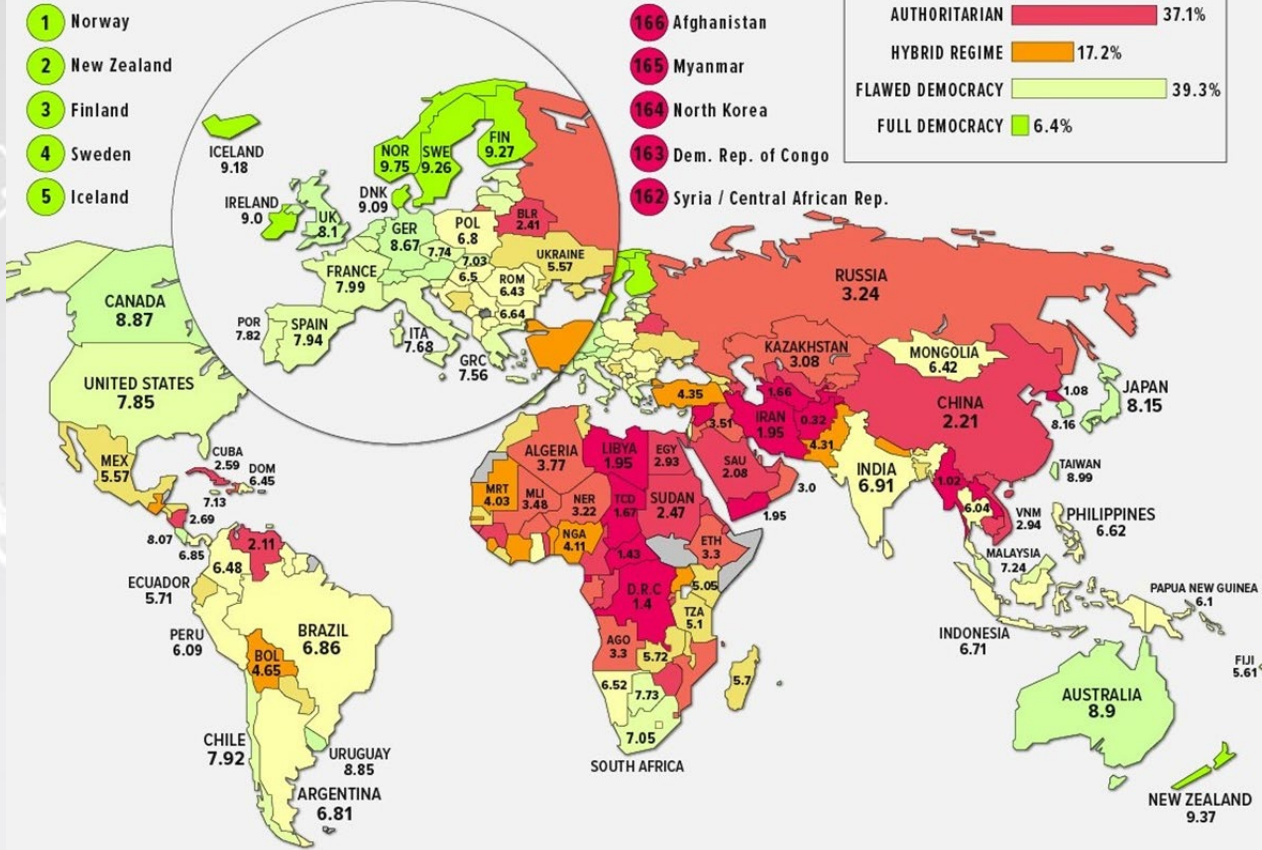 1 Norway
2 New Zealand
3 Finland
4 Sweden
5 Iceland
166 Afghanistan
165 Myanmar
164 North Korea
163 Dem. Rep. of Congo
162 Syria / Central African Rep.
AUTHORITARIAN 37.1%
HYBRID REGIME 17.2%
FLAWED DEMOCRACY 39.3%
FULL DEMOCRACY 6.4%
ICELAND
9.18
NOR
9.75
SWE
9.26
FIN
9.27
DNK
9.09
IRELAND
9.0
UK
8.1
GER
8.67
POL
6.8
BLR
2.41
7.74
7.03
UKRAINE
5.57
FRANCE
7.99
6.5
ROM
6.43
6.64
POR
7.82
SPAIN
7.94
ITA
7.68
GRC
7.56
CANADA
8.87
UNITED STATES
7.85
MEX
5.57
CUBA
2.59
DOM
6.45
7.13
2.69
8.07
6.85
2.11
6.48
ECUADOR
5.71
PERU
6.09
BRAZIL
6.86
BOL
4.65
CHILE
7.92
URUGUAY
8.85
ARGENTINA
6.81
RUSSIA
3.24
KAZAKHSTAN
3.08
MONGOLIA
6.42
CHINA
2.21
1.08
JAPAN
8.15
8.16
TAIWAN
8.99
4.35
1.66
3.51
IRAN
1.95
0.32
4.31
INDIA
6.91
1.02
6.04
VNM
2.94
PHILIPPINES
6.62
MALAYSIA
7.24
PAPUA NEW GUINEA
6.1
INDONESIA
6.71
FIJI
5.61
AUSTRALIA
8.9
NEW ZEALAND
9.37
ALGERIA
3.77
LIBYA
1.95
EGY
2.93
SAU
2.08
3.0
1.95
MRT
4.03
MLI
3.48
NER
3.22
TCD
1.67
SUDAN
2.47
NGA
4.11
ETH
3.3
1.43
D.R.C
1.4
5.05
TZA
5.1
AGO
3.3
5.72
6.52
7.73
5.7
7.05
SOUTH AFRICA